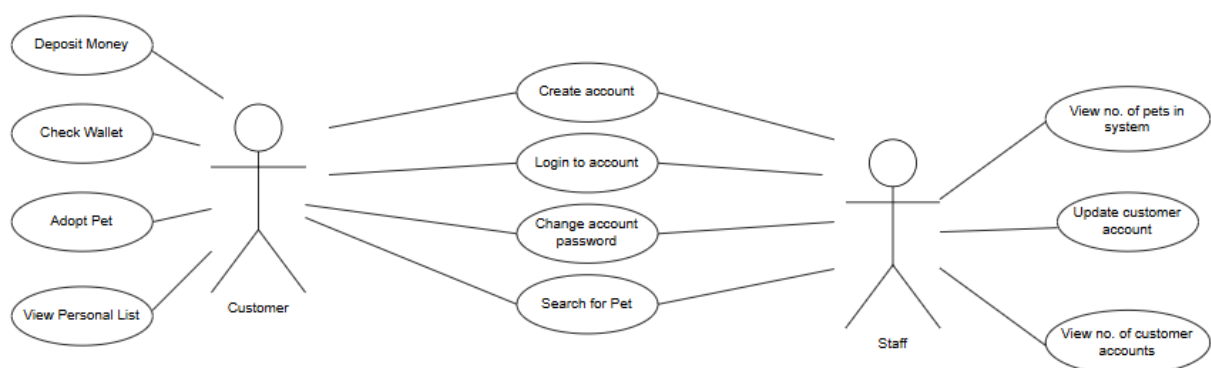 Deposit Money
Check Wallet
Adopt Pet
View Personal List
Customer
Create account
Login to account
Change account
password
Search for Pet
Staff
View no. of pets in
system
Update customer
account
View no. of customer
accounts